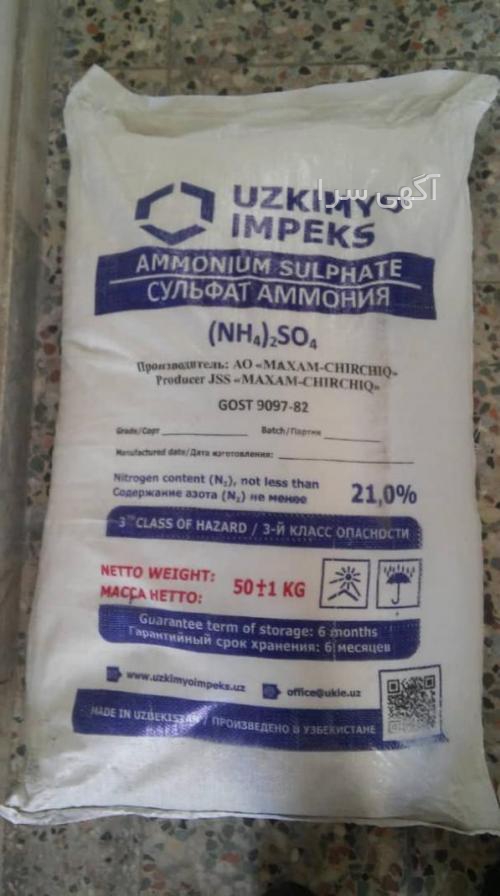 آگهی سرا
UZKIMYO
IMPEKS
AMMONIUM SULPHATE
СУЛЬФАТ АММОНИЯ
(NH₄)₂SO₄
Производитель: АО «MAXAM-CHIRCHIQ»
Producer JSS «MAXAM-CHIRCHIQ»
GOST 9097-82
Grade/Сорт Batch/Партия
Manufactured date/Дата изготовления:
Nitrogen content (N₂), not less than
Содержание азота (N₂) не менее 21,0%
3RD CLASS OF HAZARD / 3-Й КЛАСС ОПАСНОСТИ
NETTO WEIGHT:
МАССА НЕТТО: 50±1 KG
Guarantee term of storage: 6 months
Гарантийный срок хранения: 6 месяцев
www.uzkimyoimpeks.uz office@ukie.uz
MADE IN UZBEKISTAN / ПРОИЗВЕДЕНО В УЗБЕКИСТАНЕ